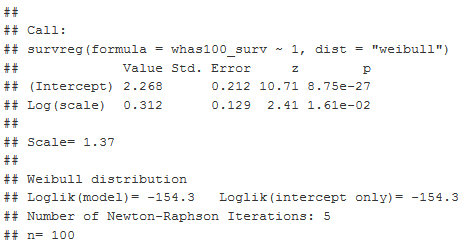 ##
## Call:
## survreg(formula = whas100_surv ~ 1, dist = "weibull")
##             Value Std. Error     z        p
## (Intercept) 2.268      0.212 10.71 8.75e-27
## Log(scale)  0.312      0.129  2.41 1.61e-02
##
## Scale= 1.37
##
## Weibull distribution
## Loglik(model)= -154.3   Loglik(intercept only)= -154.3
## Number of Newton-Raphson Iterations: 5
## n= 100